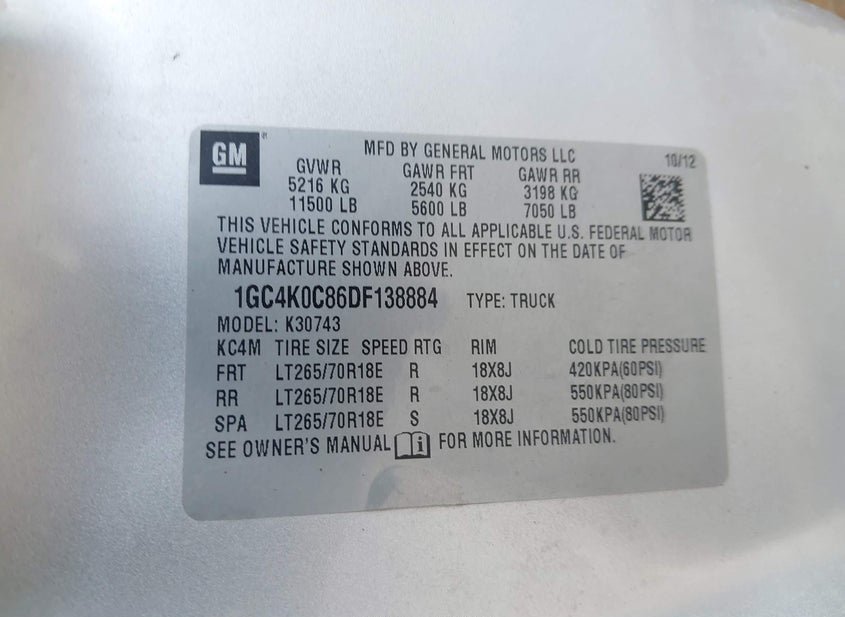 GM
MFD BY GENERAL MOTORS LLC 10/12
GVWR GAWR FRT GAWR RR
5216 KG 2540 KG 3198 KG
11500 LB 5600 LB 7050 LB
THIS VEHICLE CONFORMS TO ALL APPLICABLE U.S. FEDERAL MOTOR
VEHICLE SAFETY STANDARDS IN EFFECT ON THE DATE OF
MANUFACTURE SHOWN ABOVE.
1GC4K0C86DF138884 TYPE: TRUCK
MODEL: K30743
KC4M TIRE SIZE SPEED RTG RIM COLD TIRE PRESSURE
FRT LT265/70R18E R 18X8J 420KPA(60PSI)
RR LT265/70R18E R 18X8J 550KPA(80PSI)
SPA LT265/70R18E S 18X8J 550KPA(80PSI)
SEE OWNER'S MANUAL FOR MORE INFORMATION.